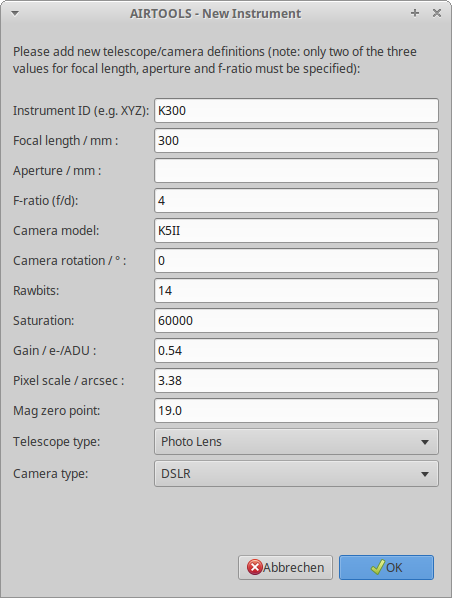 AIRTOOLS - New Instrument
Please add new telescope/camera definitions (note: only two of the three
values for focal length, aperture and f-ratio must be specified):
Instrument ID (e.g. XYZ): K300
Focal length / mm : 300
Aperture / mm :
F-ratio (f/d): 4
Camera model: K5II
Camera rotation / ° : 0
Rawbits: 14
Saturation: 60000
Gain / e-/ADU : 0.54
Pixel scale / arcsec : 3.38
Mag zero point: 19.0
Telescope type: Photo Lens
Camera type: DSLR
Abbrechen OK